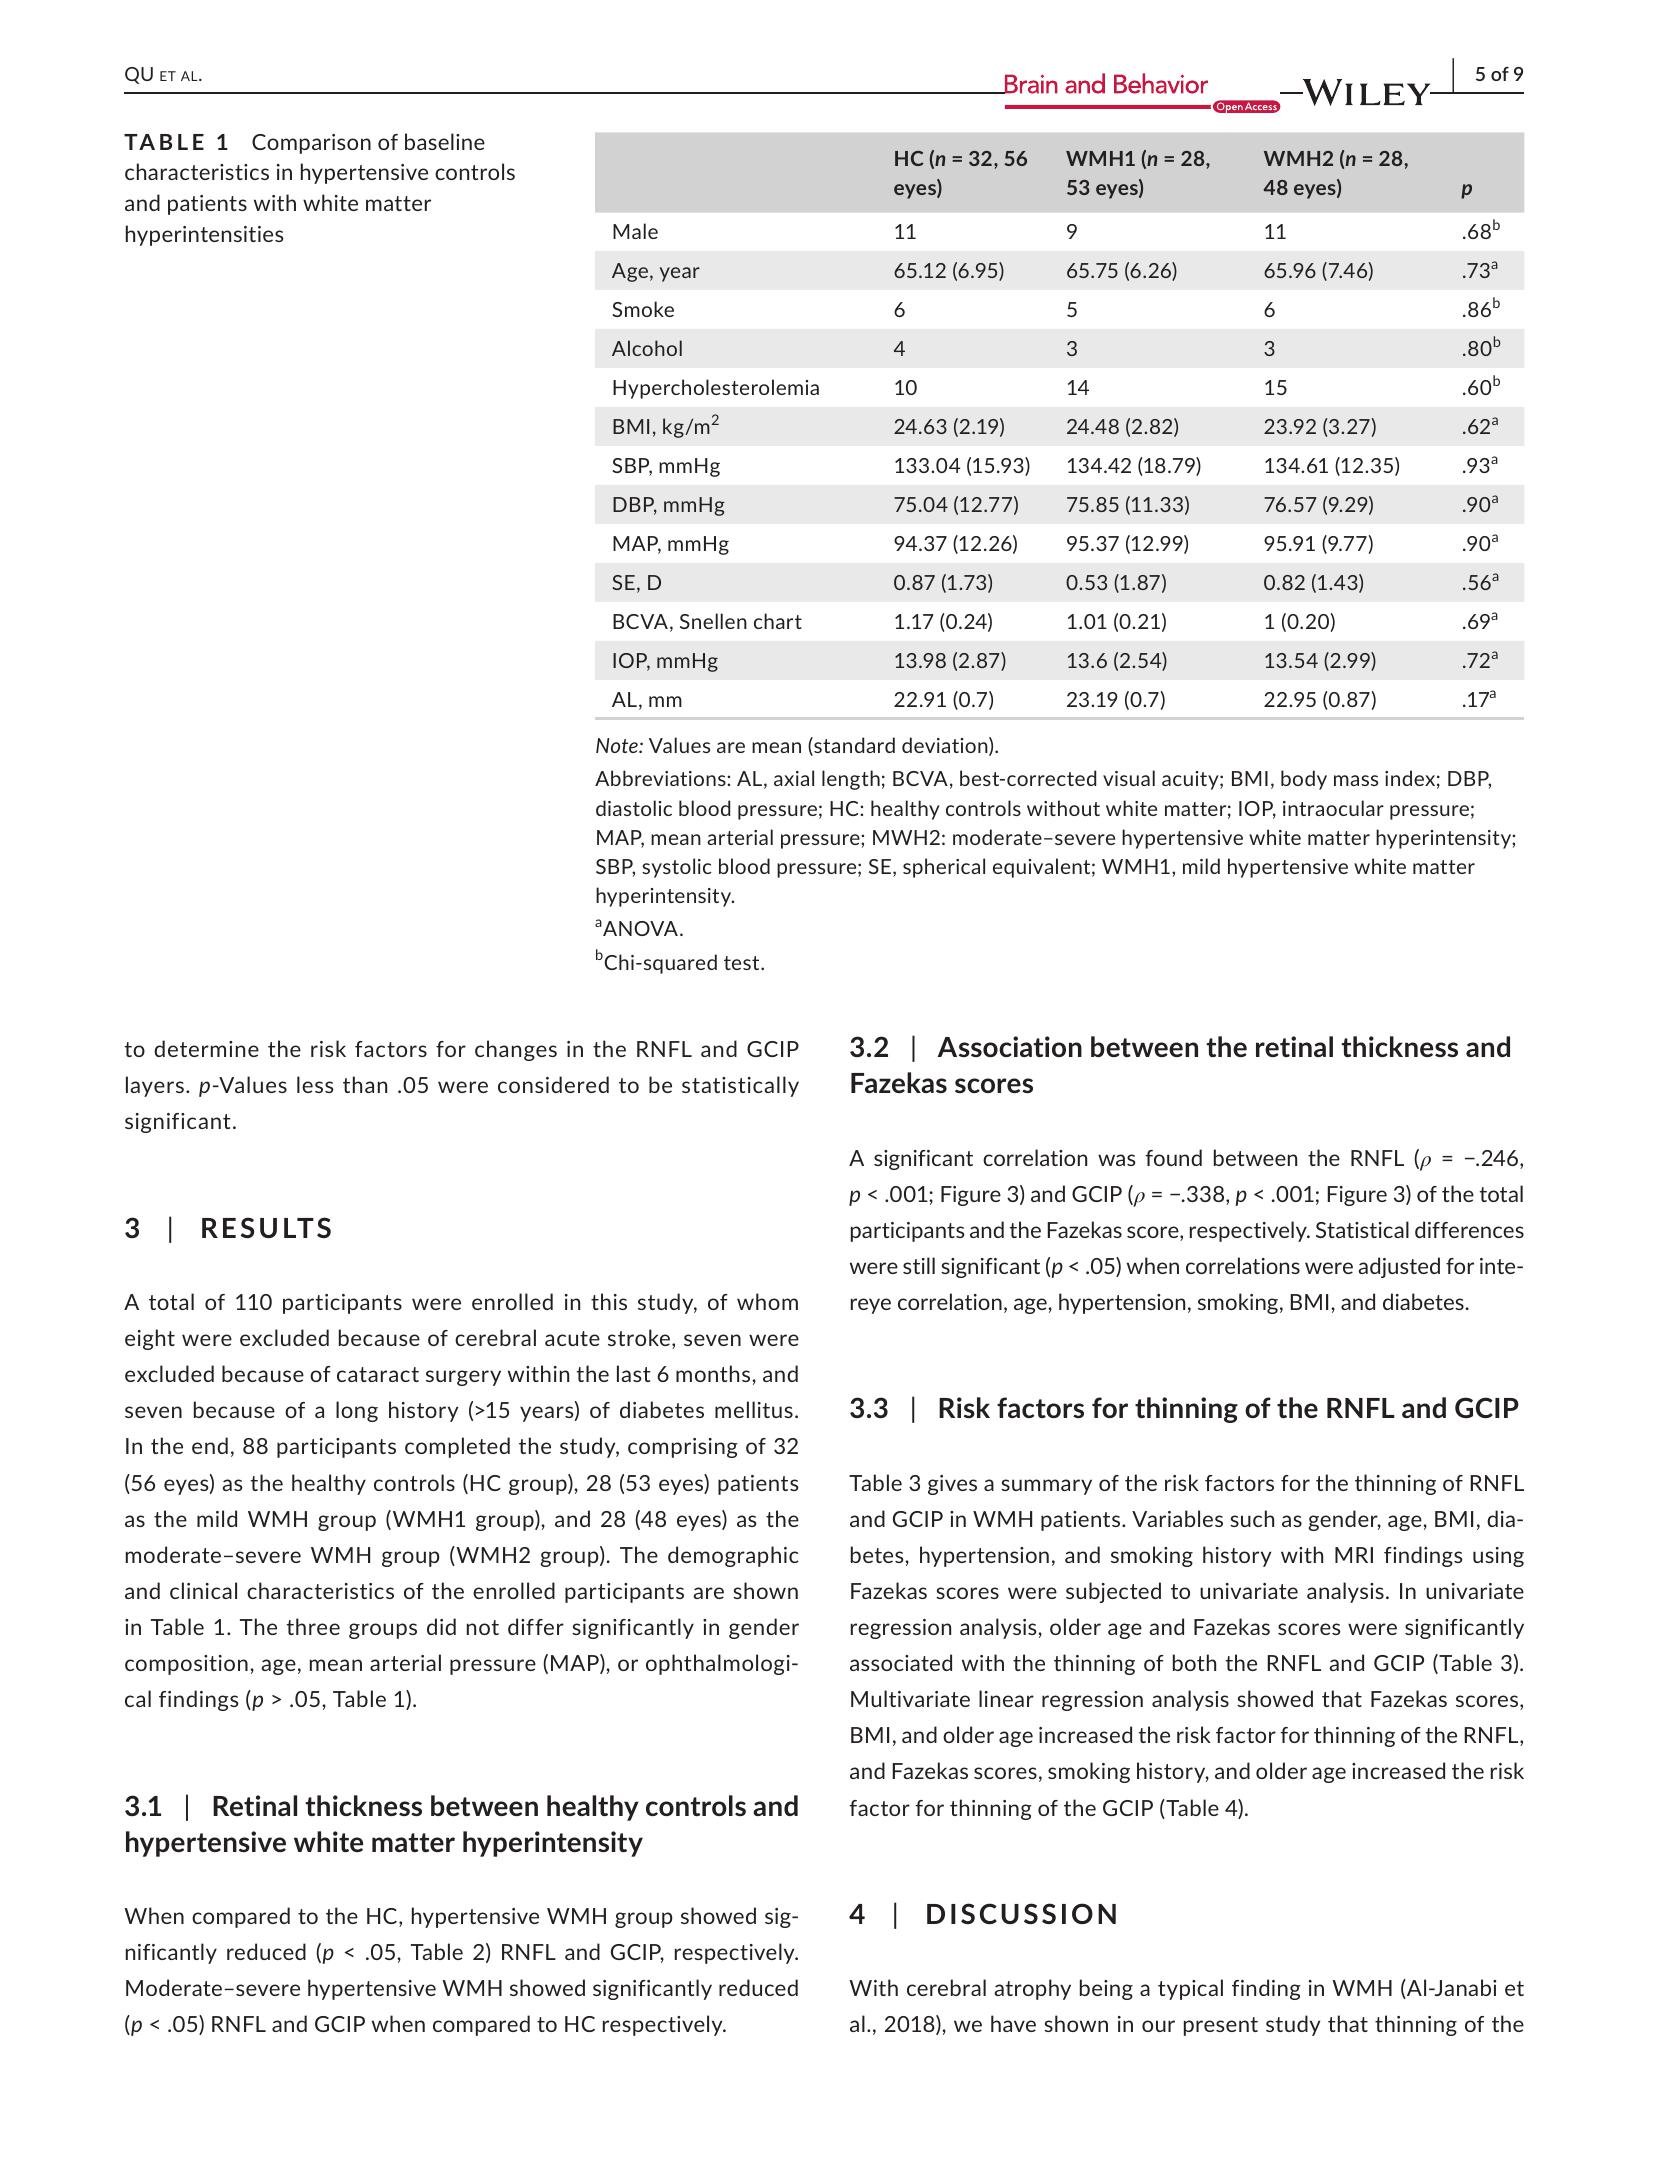 QU ET AL.
Brain and Behavior
Open Access
WILEY
5 of 9
TABLE 1 Comparison of baseline
characteristics in hypertensive controls
and patients with white matter
hyperintensities
HC (n = 32, 56 eyes) WMH1 (n = 28, 53 eyes) WMH2 (n = 28, 48 eyes) p
Male 11 9 11 .68b
Age, year 65.12 (6.95) 65.75 (6.26) 65.96 (7.46) .73a
Smoke 6 5 6 .86b
Alcohol 4 3 3 .80b
Hypercholesterolemia 10 14 15 .60b
BMI, kg/m2 24.63 (2.19) 24.48 (2.82) 23.92 (3.27) .62a
SBP, mmHg 133.04 (15.93) 134.42 (18.79) 134.61 (12.35) .93a
DBP, mmHg 75.04 (12.77) 75.85 (11.33) 76.57 (9.29) .90a
MAP, mmHg 94.37 (12.26) 95.37 (12.99) 95.91 (9.77) .90a
SE, D 0.87 (1.73) 0.53 (1.87) 0.82 (1.43) .56a
BCVA, Snellen chart 1.17 (0.24) 1.01 (0.21) 1 (0.20) .69a
IOP, mmHg 13.98 (2.87) 13.6 (2.54) 13.54 (2.99) .72a
AL, mm 22.91 (0.7) 23.19 (0.7) 22.95 (0.87) .17a
Note: Values are mean (standard deviation).
Abbreviations: AL, axial length; BCVA, best-corrected visual acuity; BMI, body mass index; DBP,
diastolic blood pressure; HC: healthy controls without white matter; IOP, intraocular pressure;
MAP, mean arterial pressure; MWH2: moderate–severe hypertensive white matter hyperintensity;
SBP, systolic blood pressure; SE, spherical equivalent; WMH1, mild hypertensive white matter
hyperintensity.
aANOVA.
bChi-squared test.
to determine the risk factors for changes in the RNFL and GCIP
layers. p-Values less than .05 were considered to be statistically
significant.
3 | RESULTS
A total of 110 participants were enrolled in this study, of whom
eight were excluded because of cerebral acute stroke, seven were
excluded because of cataract surgery within the last 6 months, and
seven because of a long history (>15 years) of diabetes mellitus.
In the end, 88 participants completed the study, comprising of 32
(56 eyes) as the healthy controls (HC group), 28 (53 eyes) patients
as the mild WMH group (WMH1 group), and 28 (48 eyes) as the
moderate–severe WMH group (WMH2 group). The demographic
and clinical characteristics of the enrolled participants are shown
in Table 1. The three groups did not differ significantly in gender
composition, age, mean arterial pressure (MAP), or ophthalmologi-
cal findings (p > .05, Table 1).
3.1 | Retinal thickness between healthy controls and
hypertensive white matter hyperintensity
When compared to the HC, hypertensive WMH group showed sig-
nificantly reduced (p < .05, Table 2) RNFL and GCIP, respectively.
Moderate–severe hypertensive WMH showed significantly reduced
(p < .05) RNFL and GCIP when compared to HC respectively.
3.2 | Association between the retinal thickness and
Fazekas scores
A significant correlation was found between the RNFL (ρ = −.246,
p < .001; Figure 3) and GCIP (ρ = −.338, p < .001; Figure 3) of the total
participants and the Fazekas score, respectively. Statistical differences
were still significant (p < .05) when correlations were adjusted for inte-
reye correlation, age, hypertension, smoking, BMI, and diabetes.
3.3 | Risk factors for thinning of the RNFL and GCIP
Table 3 gives a summary of the risk factors for the thinning of RNFL
and GCIP in WMH patients. Variables such as gender, age, BMI, dia-
betes, hypertension, and smoking history with MRI findings using
Fazekas scores were subjected to univariate analysis. In univariate
regression analysis, older age and Fazekas scores were significantly
associated with the thinning of both the RNFL and GCIP (Table 3).
Multivariate linear regression analysis showed that Fazekas scores,
BMI, and older age increased the risk factor for thinning of the RNFL,
and Fazekas scores, smoking history, and older age increased the risk
factor for thinning of the GCIP (Table 4).
4 | DISCUSSION
With cerebral atrophy being a typical finding in WMH (Al-Janabi et
al., 2018), we have shown in our present study that thinning of the